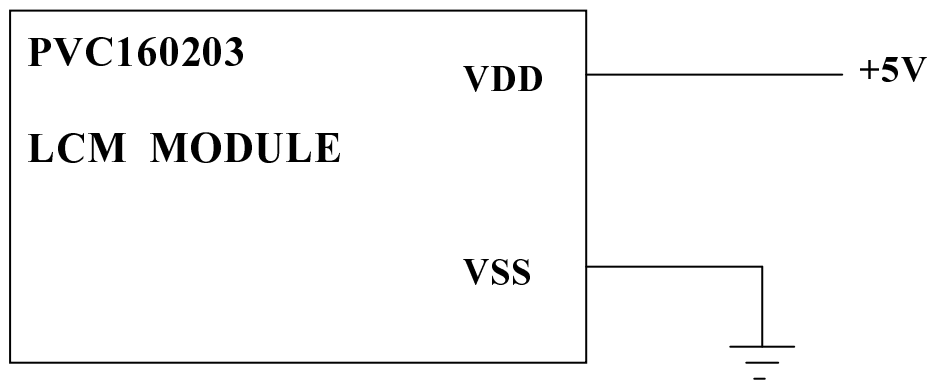 PVC160203
VDD
+5V
LCM MODULE
VSS